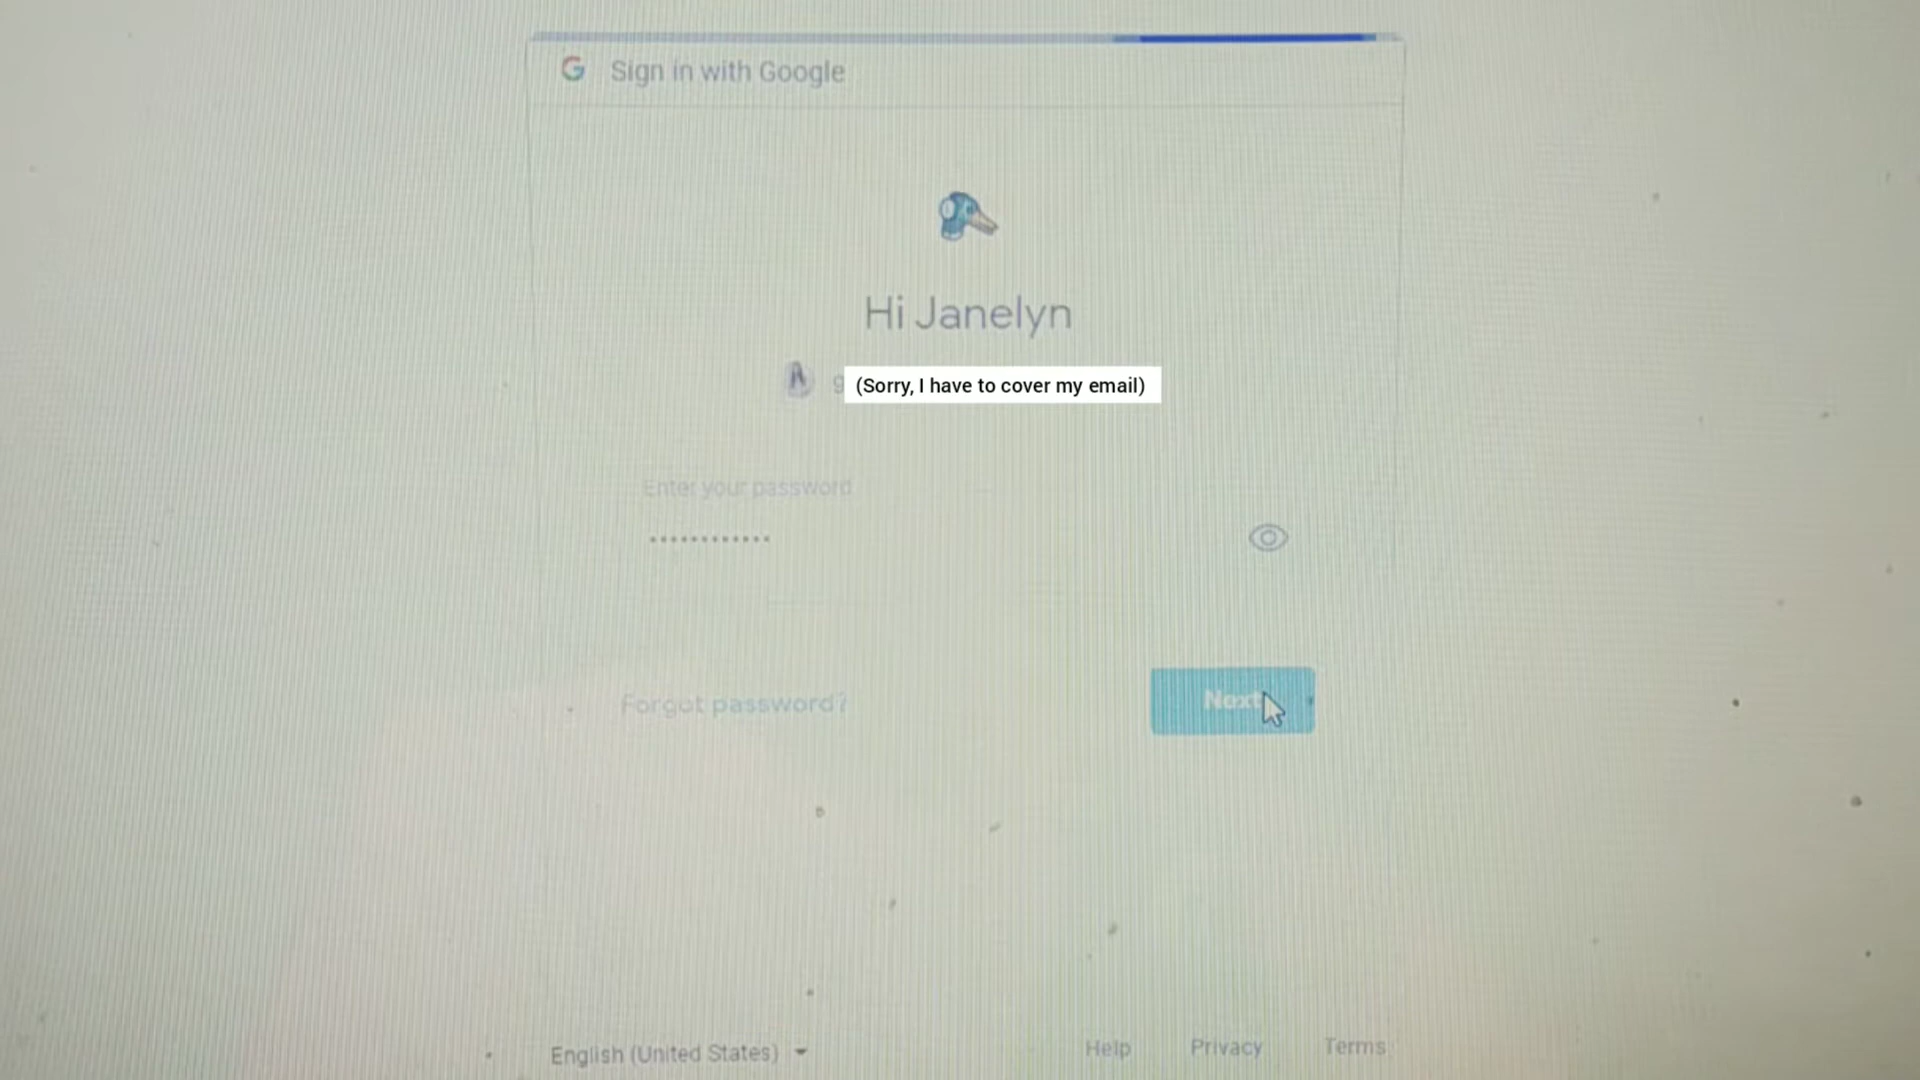 Sign in with Google
Hi Janelyn
g
(Sorry, I have to cover my email)
Enter your password
Forgot password?
Next
English (United States)
Help Privacy Terms